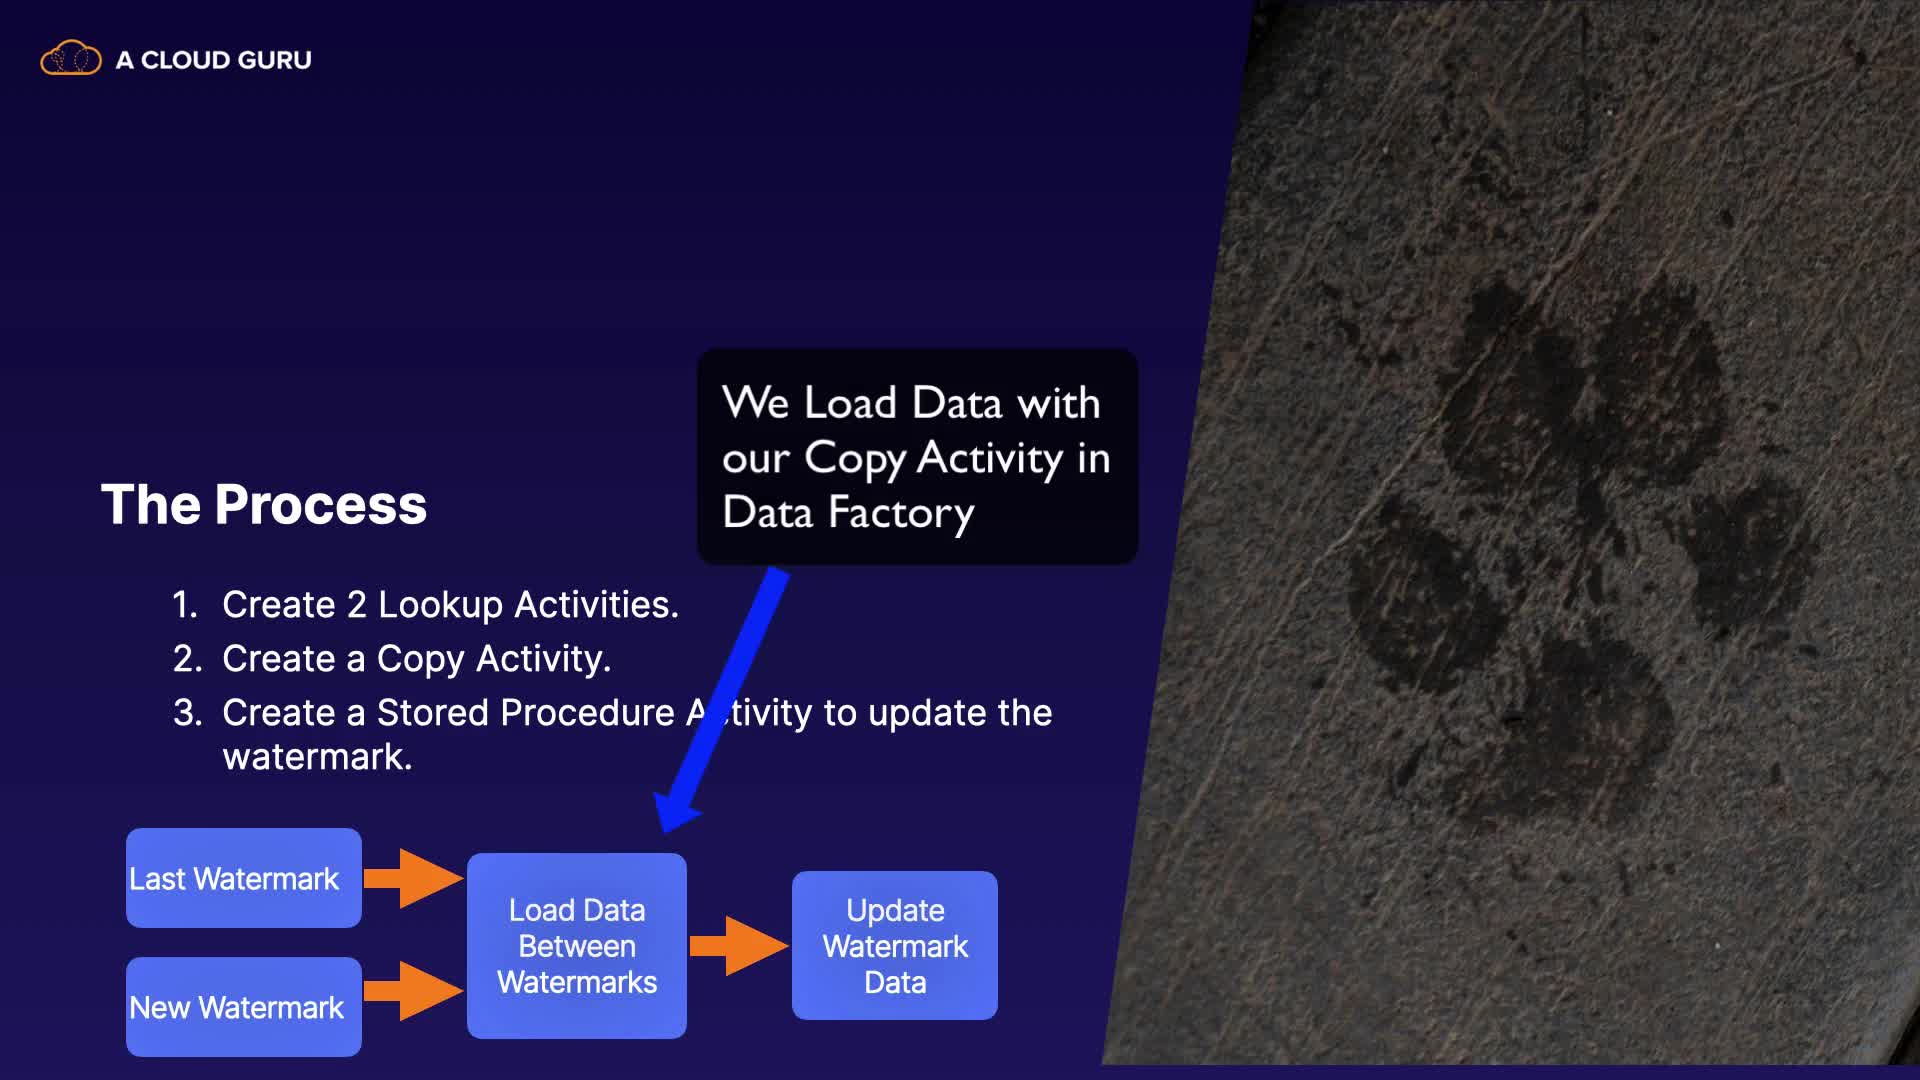 A CLOUD GURU
We Load Data with
our Copy Activity in
Data Factory
The Process
1. Create 2 Lookup Activities.
2. Create a Copy Activity.
3. Create a Stored Procedure Activity to update the
watermark.
Last Watermark
New Watermark
Load Data
Between
Watermarks
Update
Watermark
Data